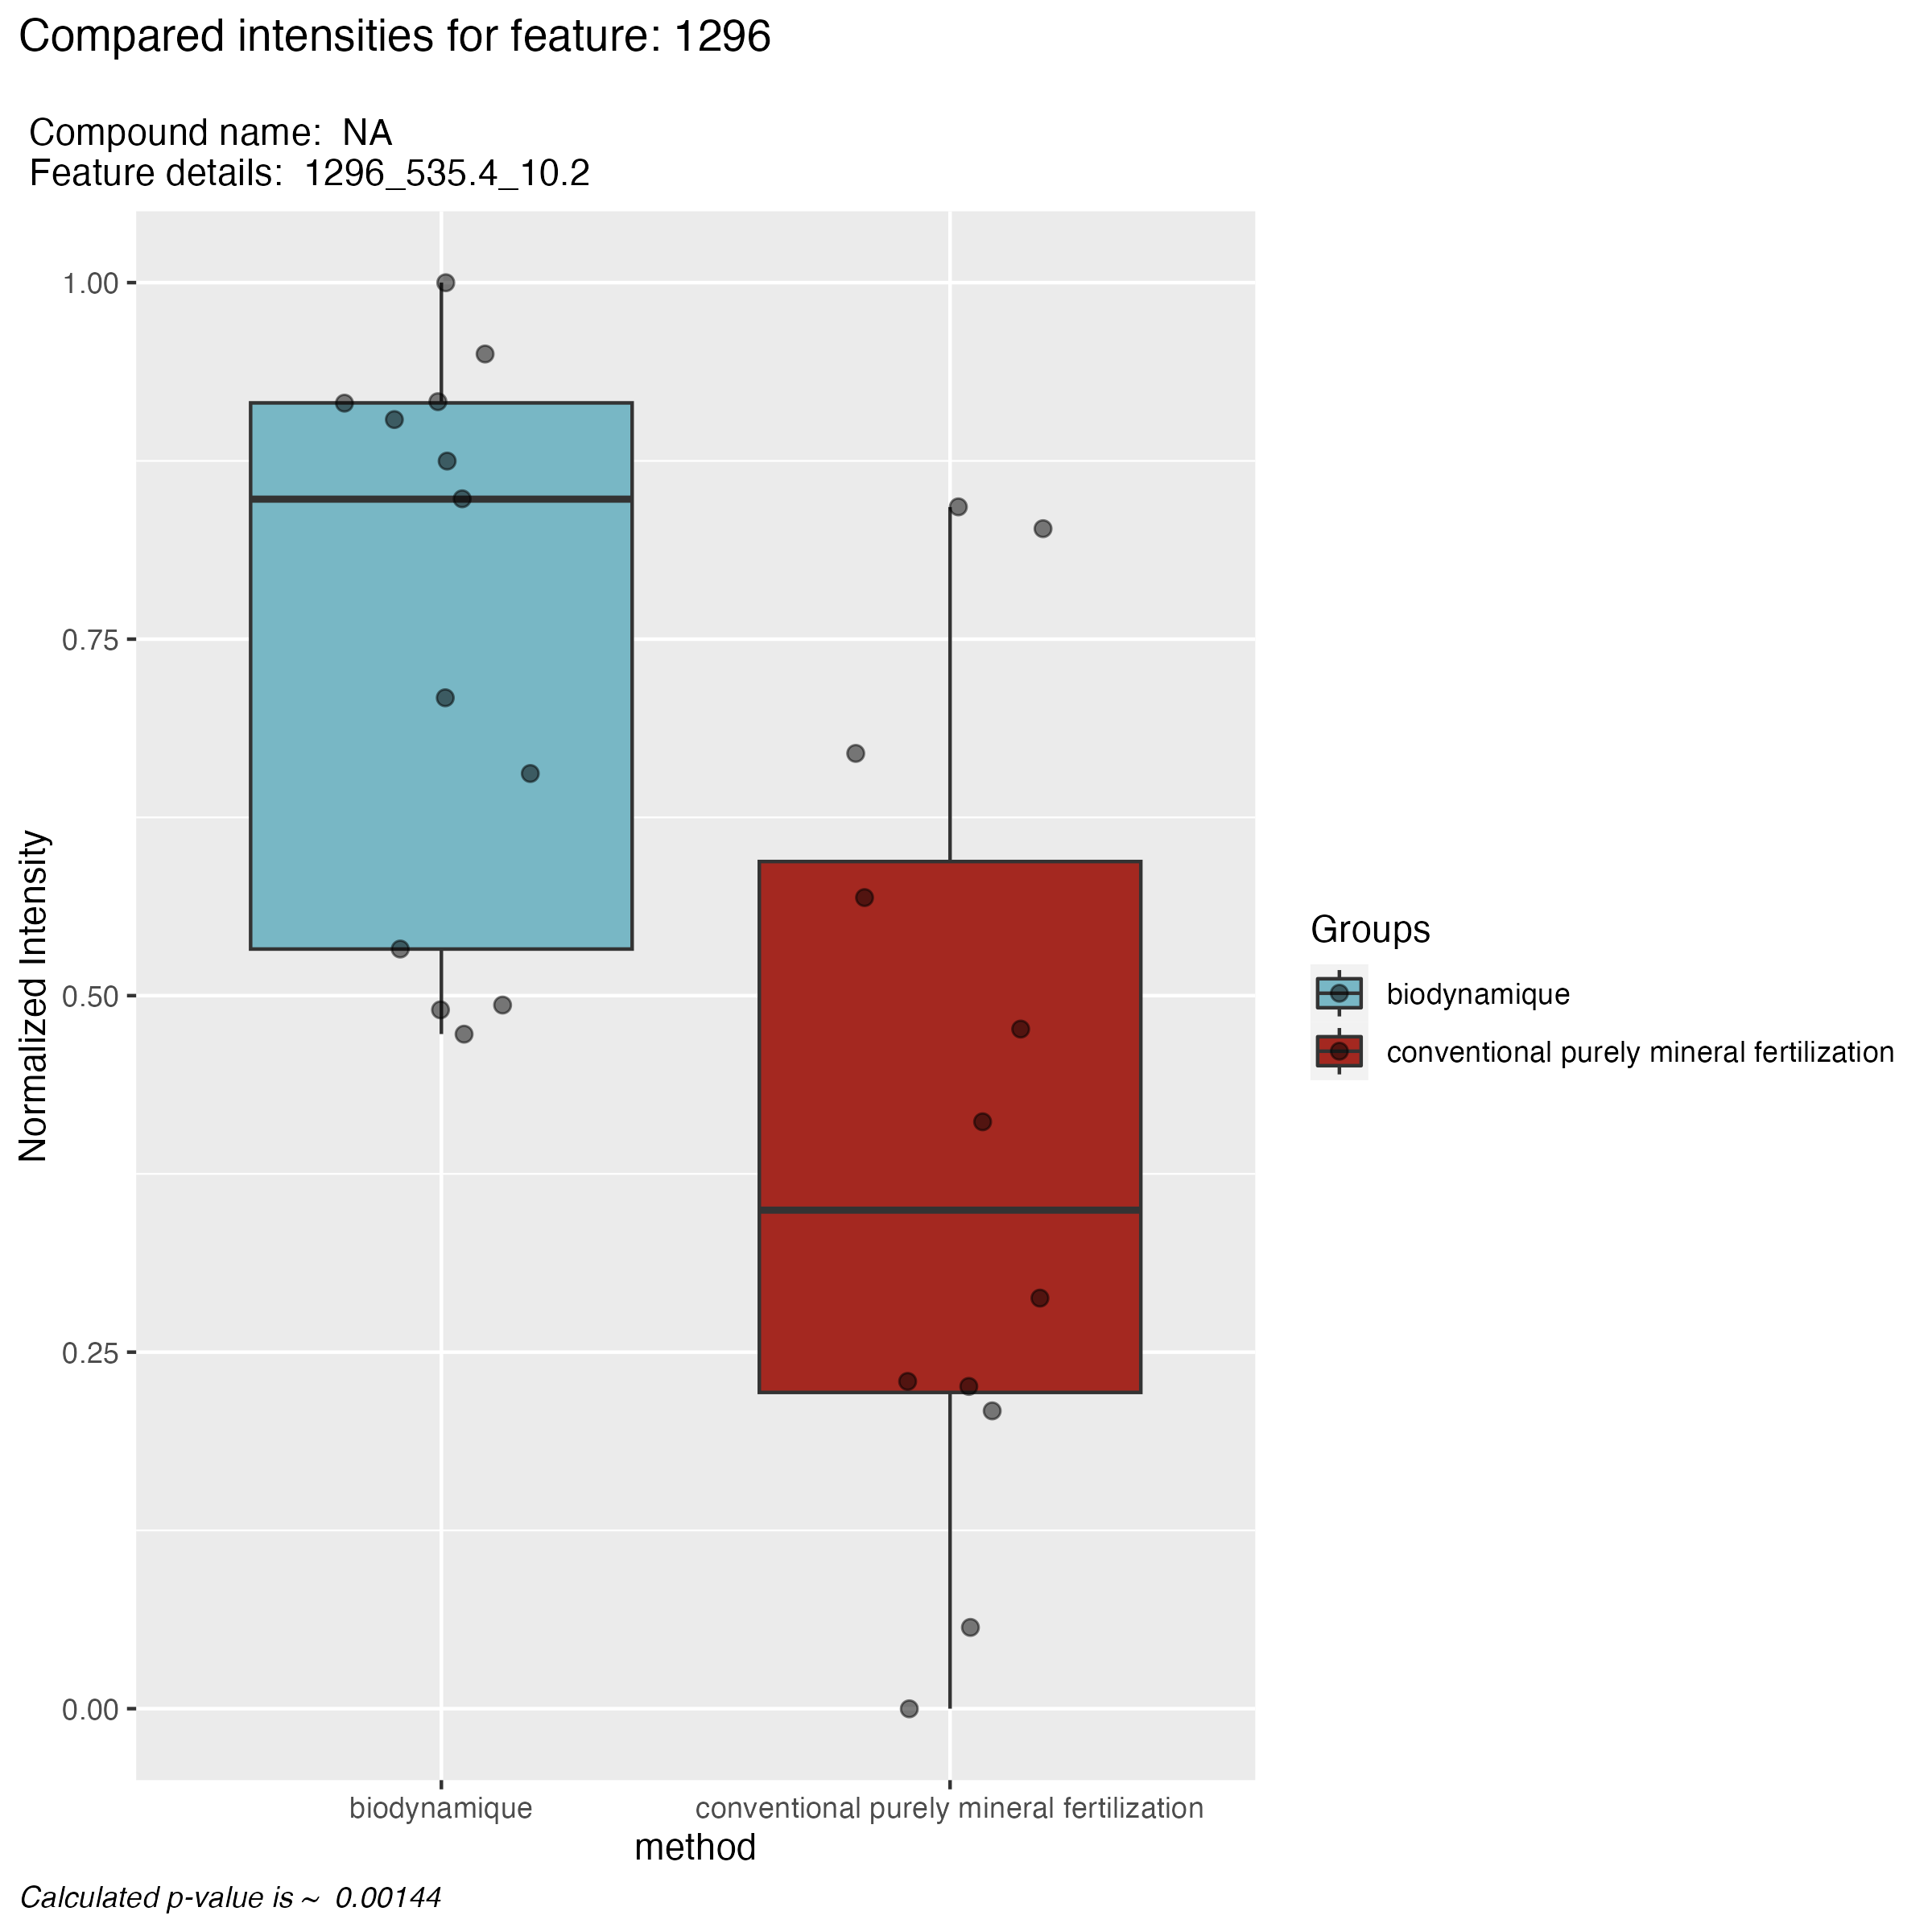 Compared intensities for feature: 1296
Compound name:  NA
Feature details:  1296_535.4_10.2
Normalized Intensity
1.00
0.75
0.50
0.25
0.00
biodynamique
conventional purely mineral fertilization
method
Groups
biodynamique
conventional purely mineral fertilization
Calculated p-value is ~  0.00144